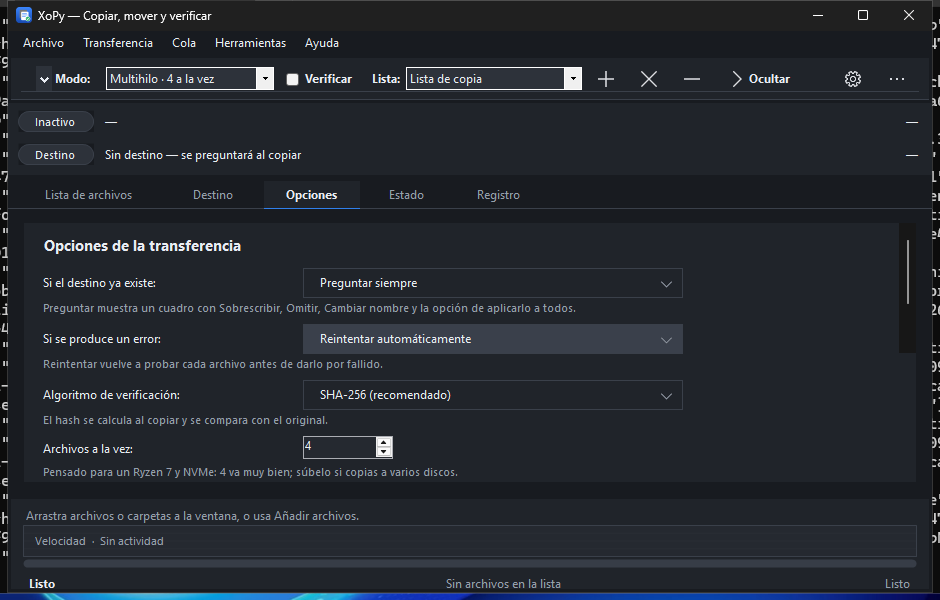 XoPy — Copiar, mover y verificar
Archivo Transferencia Cola Herramientas Ayuda
Modo: Multihilo · 4 a la vez Verificar Lista: Lista de copia Ocultar
Inactivo —
Destino Sin destino — se preguntará al copiar
Lista de archivos Destino Opciones Estado Registro
Opciones de la transferencia
Si el destino ya existe: Preguntar siempre
Preguntar muestra un cuadro con Sobrescribir, Omitir, Cambiar nombre y la opción de aplicarlo a todos.
Si se produce un error: Reintentar automáticamente
Reintentar vuelve a probar cada archivo antes de darlo por fallido.
Algoritmo de verificación: SHA-256 (recomendado)
El hash se calcula al copiar y se compara con el original.
Archivos a la vez: 4
Pensado para un Ryzen 7 y NVMe: 4 va muy bien; súbelo si copias a varios discos.
Arrastra archivos o carpetas a la ventana, o usa Añadir archivos.
Velocidad · Sin actividad
Listo Sin archivos en la lista Listo